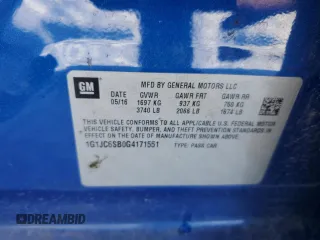 GM
MFD BY GENERAL MOTORS LLC
DATE GVWR GAWR FRT GAWR RR
05/16 1697 KG 937 KG 760 KG
3740 LB 2066 LB 1674 LB
THIS VEHICLE CONFORMS TO ALL APPLICABLE U.S. FEDERAL MOTOR
VEHICLE SAFETY, BUMPER, AND THEFT PREVENTION STANDARDS IN
EFFECT ON THE DATE OF MANUFACTURE SHOWN ABOVE.
1G1JC6SB0G4171551 TYPE: PASS CAR
DREAMBID